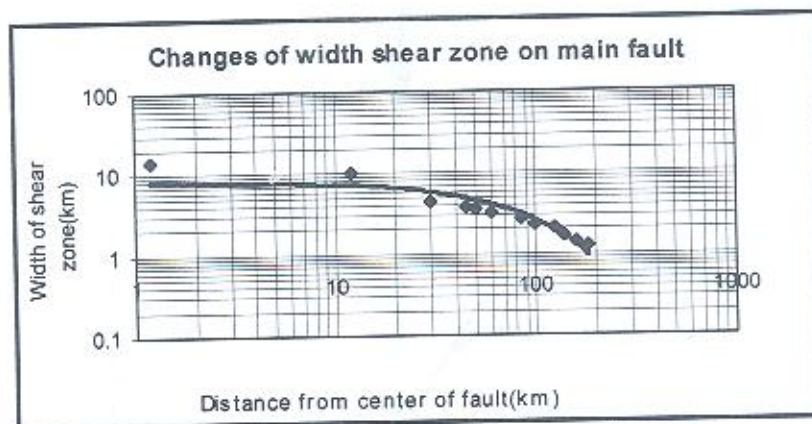 Changes of width shear zone on main fault
100
10
1
0.1
Width of shear
zone(km)
10
100
1000
Distance from center of fault(km)